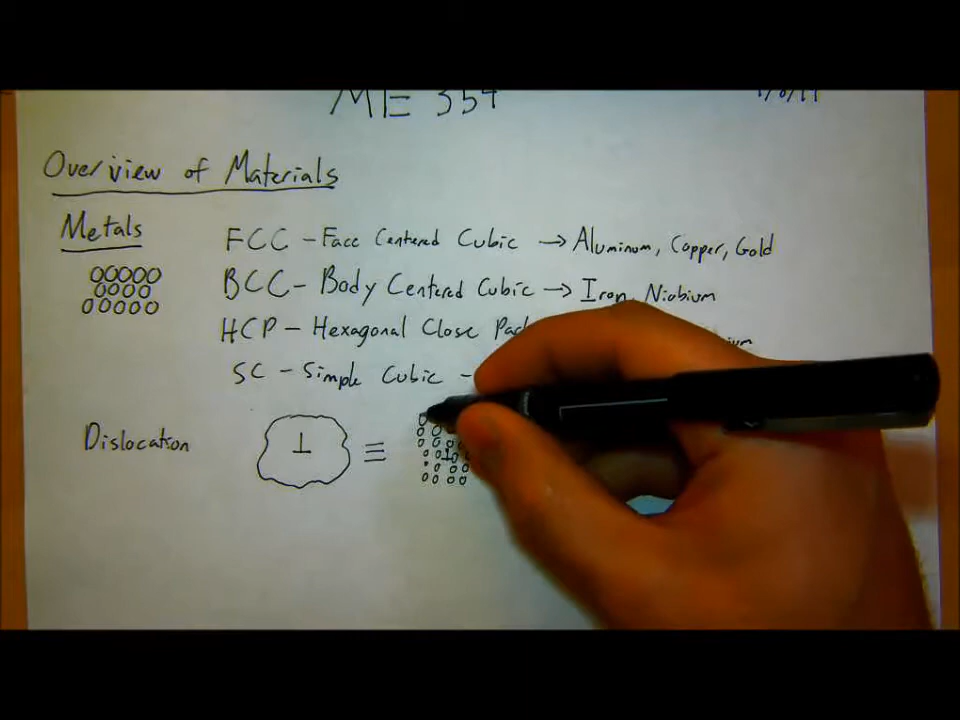 ME 354
Overview of Materials
Metals
FCC - Face Centered Cubic → Aluminum, Copper, Gold
BCC - Body Centered Cubic → Iron, Niobium
HCP - Hexagonal Close
SC - Simple Cubic -
Dislocation ⊥ ≡